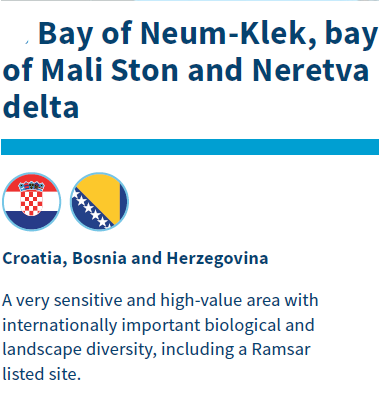 Bay of Neum-Klek, bay
of Mali Ston and Neretva
delta
Croatia, Bosnia and Herzegovina
A very sensitive and high-value area with
internationally important biological and
landscape diversity, including a Ramsar
listed site.